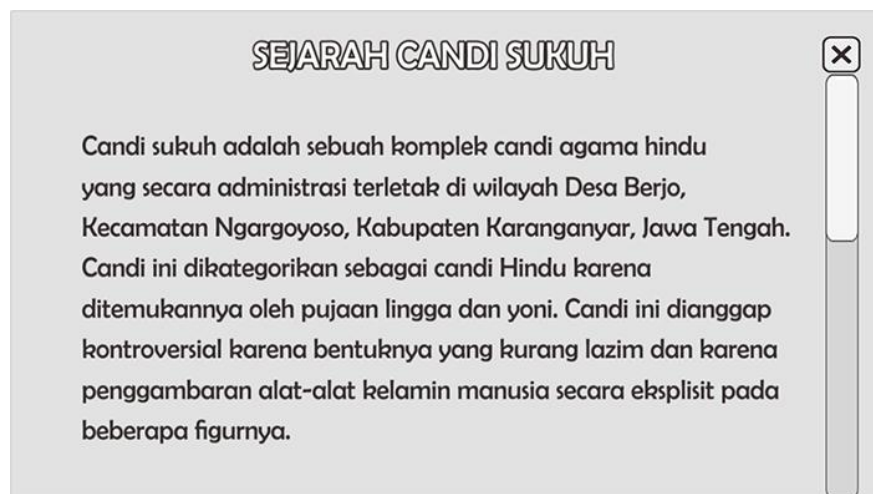 SEJARAH CANDI SUKUH
Candi sukuh adalah sebuah komplek candi agama hindu
yang secara administrasi terletak di wilayah Desa Berjo,
Kecamatan Ngargoyoso, Kabupaten Karanganyar, Jawa Tengah.
Candi ini dikategorikan sebagai candi Hindu karena
ditemukannya oleh pujaan lingga dan yoni. Candi ini dianggap
kontroversial karena bentuknya yang kurang lazim dan karena
penggambaran alat-alat kelamin manusia secara eksplisit pada
beberapa figurnya.